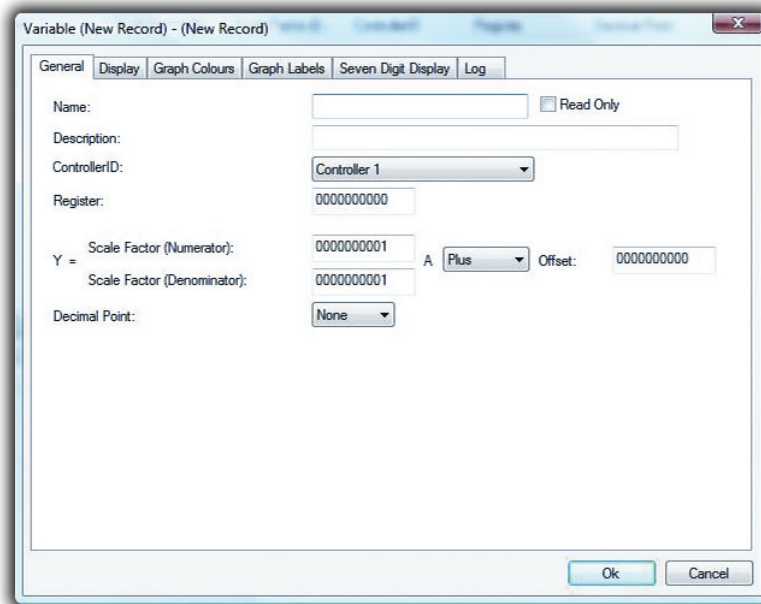 Variable (New Record) - (New Record)
General Display Graph Colours Graph Labels Seven Digit Display Log
Name: Read Only
Description:
ControllerID: Controller 1
Register: 0000000000
Scale Factor (Numerator): 0000000001
Y = A Plus Offset: 0000000000
Scale Factor (Denominator): 0000000001
Decimal Point: None
Ok Cancel